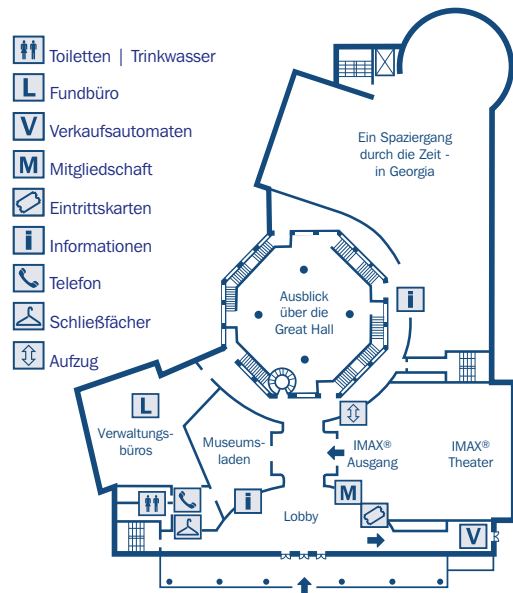 Toiletten | Trinkwasser
L Fundbüro
V Verkaufsautomaten
M Mitgliedschaft
Eintrittskarten
i Informationen
Telefon
Schließfächer
Aufzug
Ein Spaziergang
durch die Zeit -
in Georgia
Ausblick
über die
Great Hall
i
L
Verwaltungs-
büros
Museums-
laden
IMAX®
Ausgang
IMAX®
Theater
M
i
Lobby
V